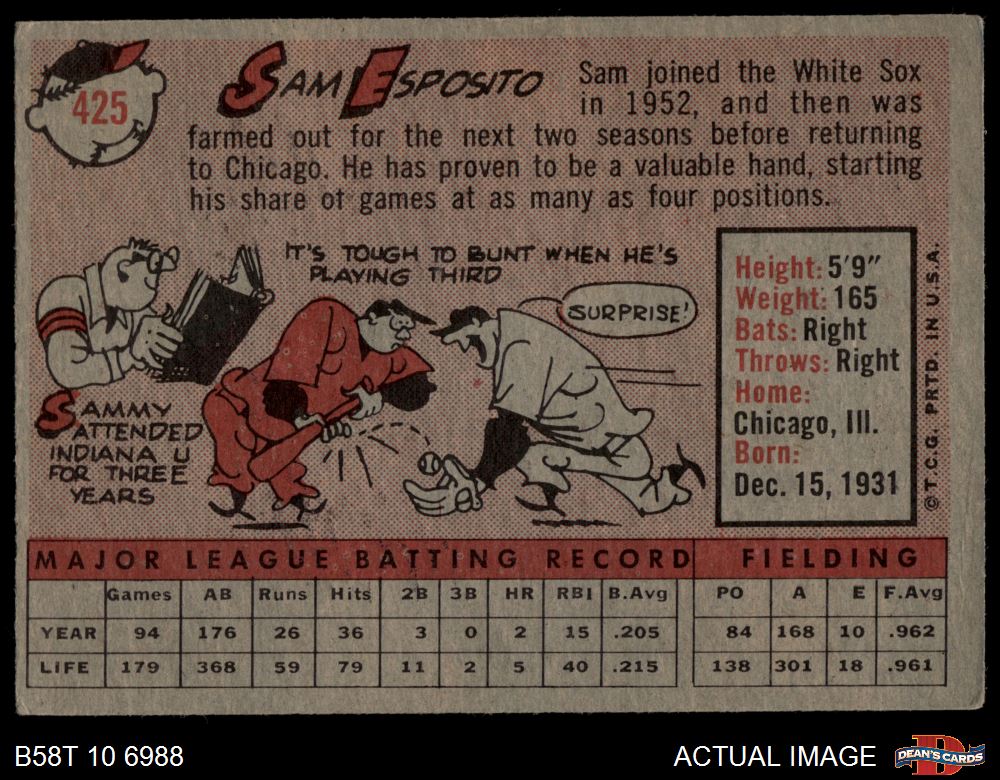 425
SAM ESPOSITO
Sam joined the White Sox
in 1952, and then was
farmed out for the next two seasons before returning
to Chicago. He has proven to be a valuable hand, starting
his share of games at as many as four positions.
IT'S TOUGH TO BUNT WHEN HE'S
PLAYING THIRD
SURPRISE!
SAMMY
ATTENDED
INDIANA U
FOR THREE
YEARS
Height: 5'9"
Weight: 165
Bats: Right
Throws: Right
Home:
Chicago, Ill.
Born:
Dec. 15, 1931
© T.C.G. PRTD. IN U.S.A.
MAJOR LEAGUE BATTING RECORD FIELDING
Games AB Runs Hits 2B 3B HR RBI B.Avg PO A E F.Avg
YEAR 94 176 26 36 3 0 2 15 .205 84 168 10 .962
LIFE 179 368 59 79 11 2 5 40 .215 138 301 18 .961
B58T 10 6988 ACTUAL IMAGE DEAN'S CARDS